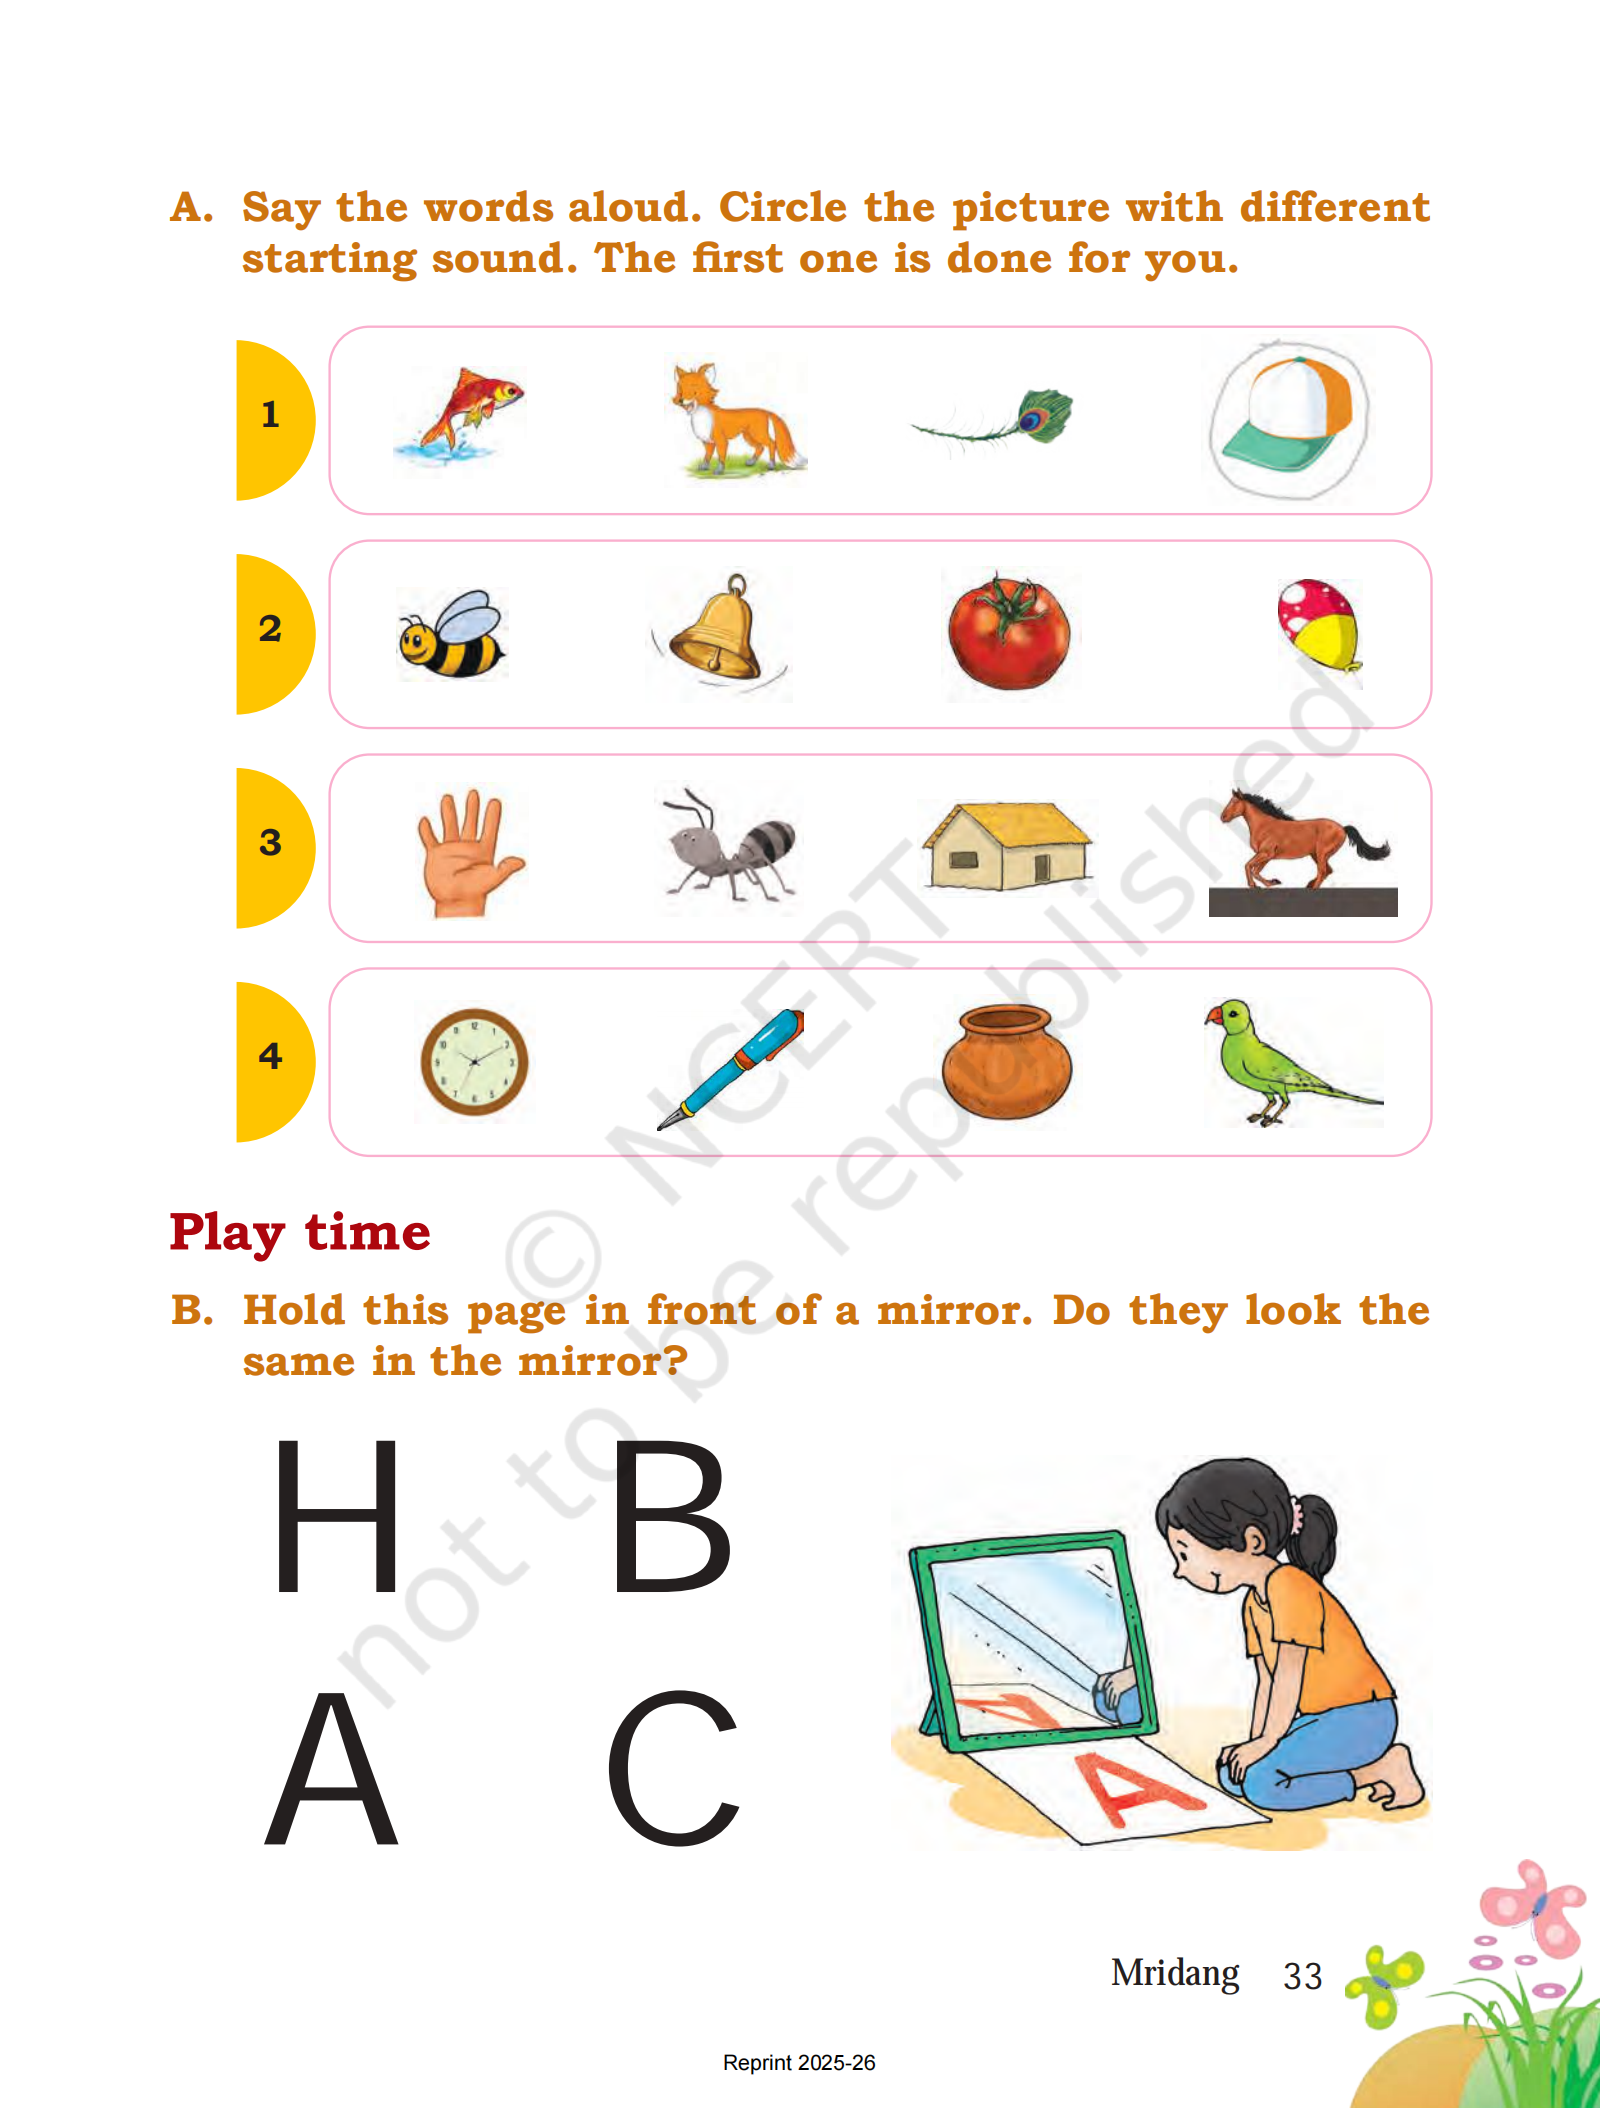 A. Say the words aloud. Circle the picture with different
starting sound. The first one is done for you.
1
2
3
4
Play time
B. Hold this page in front of a mirror. Do they look the
same in the mirror?
H B
A C
A
© NCERT
not to be republished
Mridang 33
Reprint 2025-26